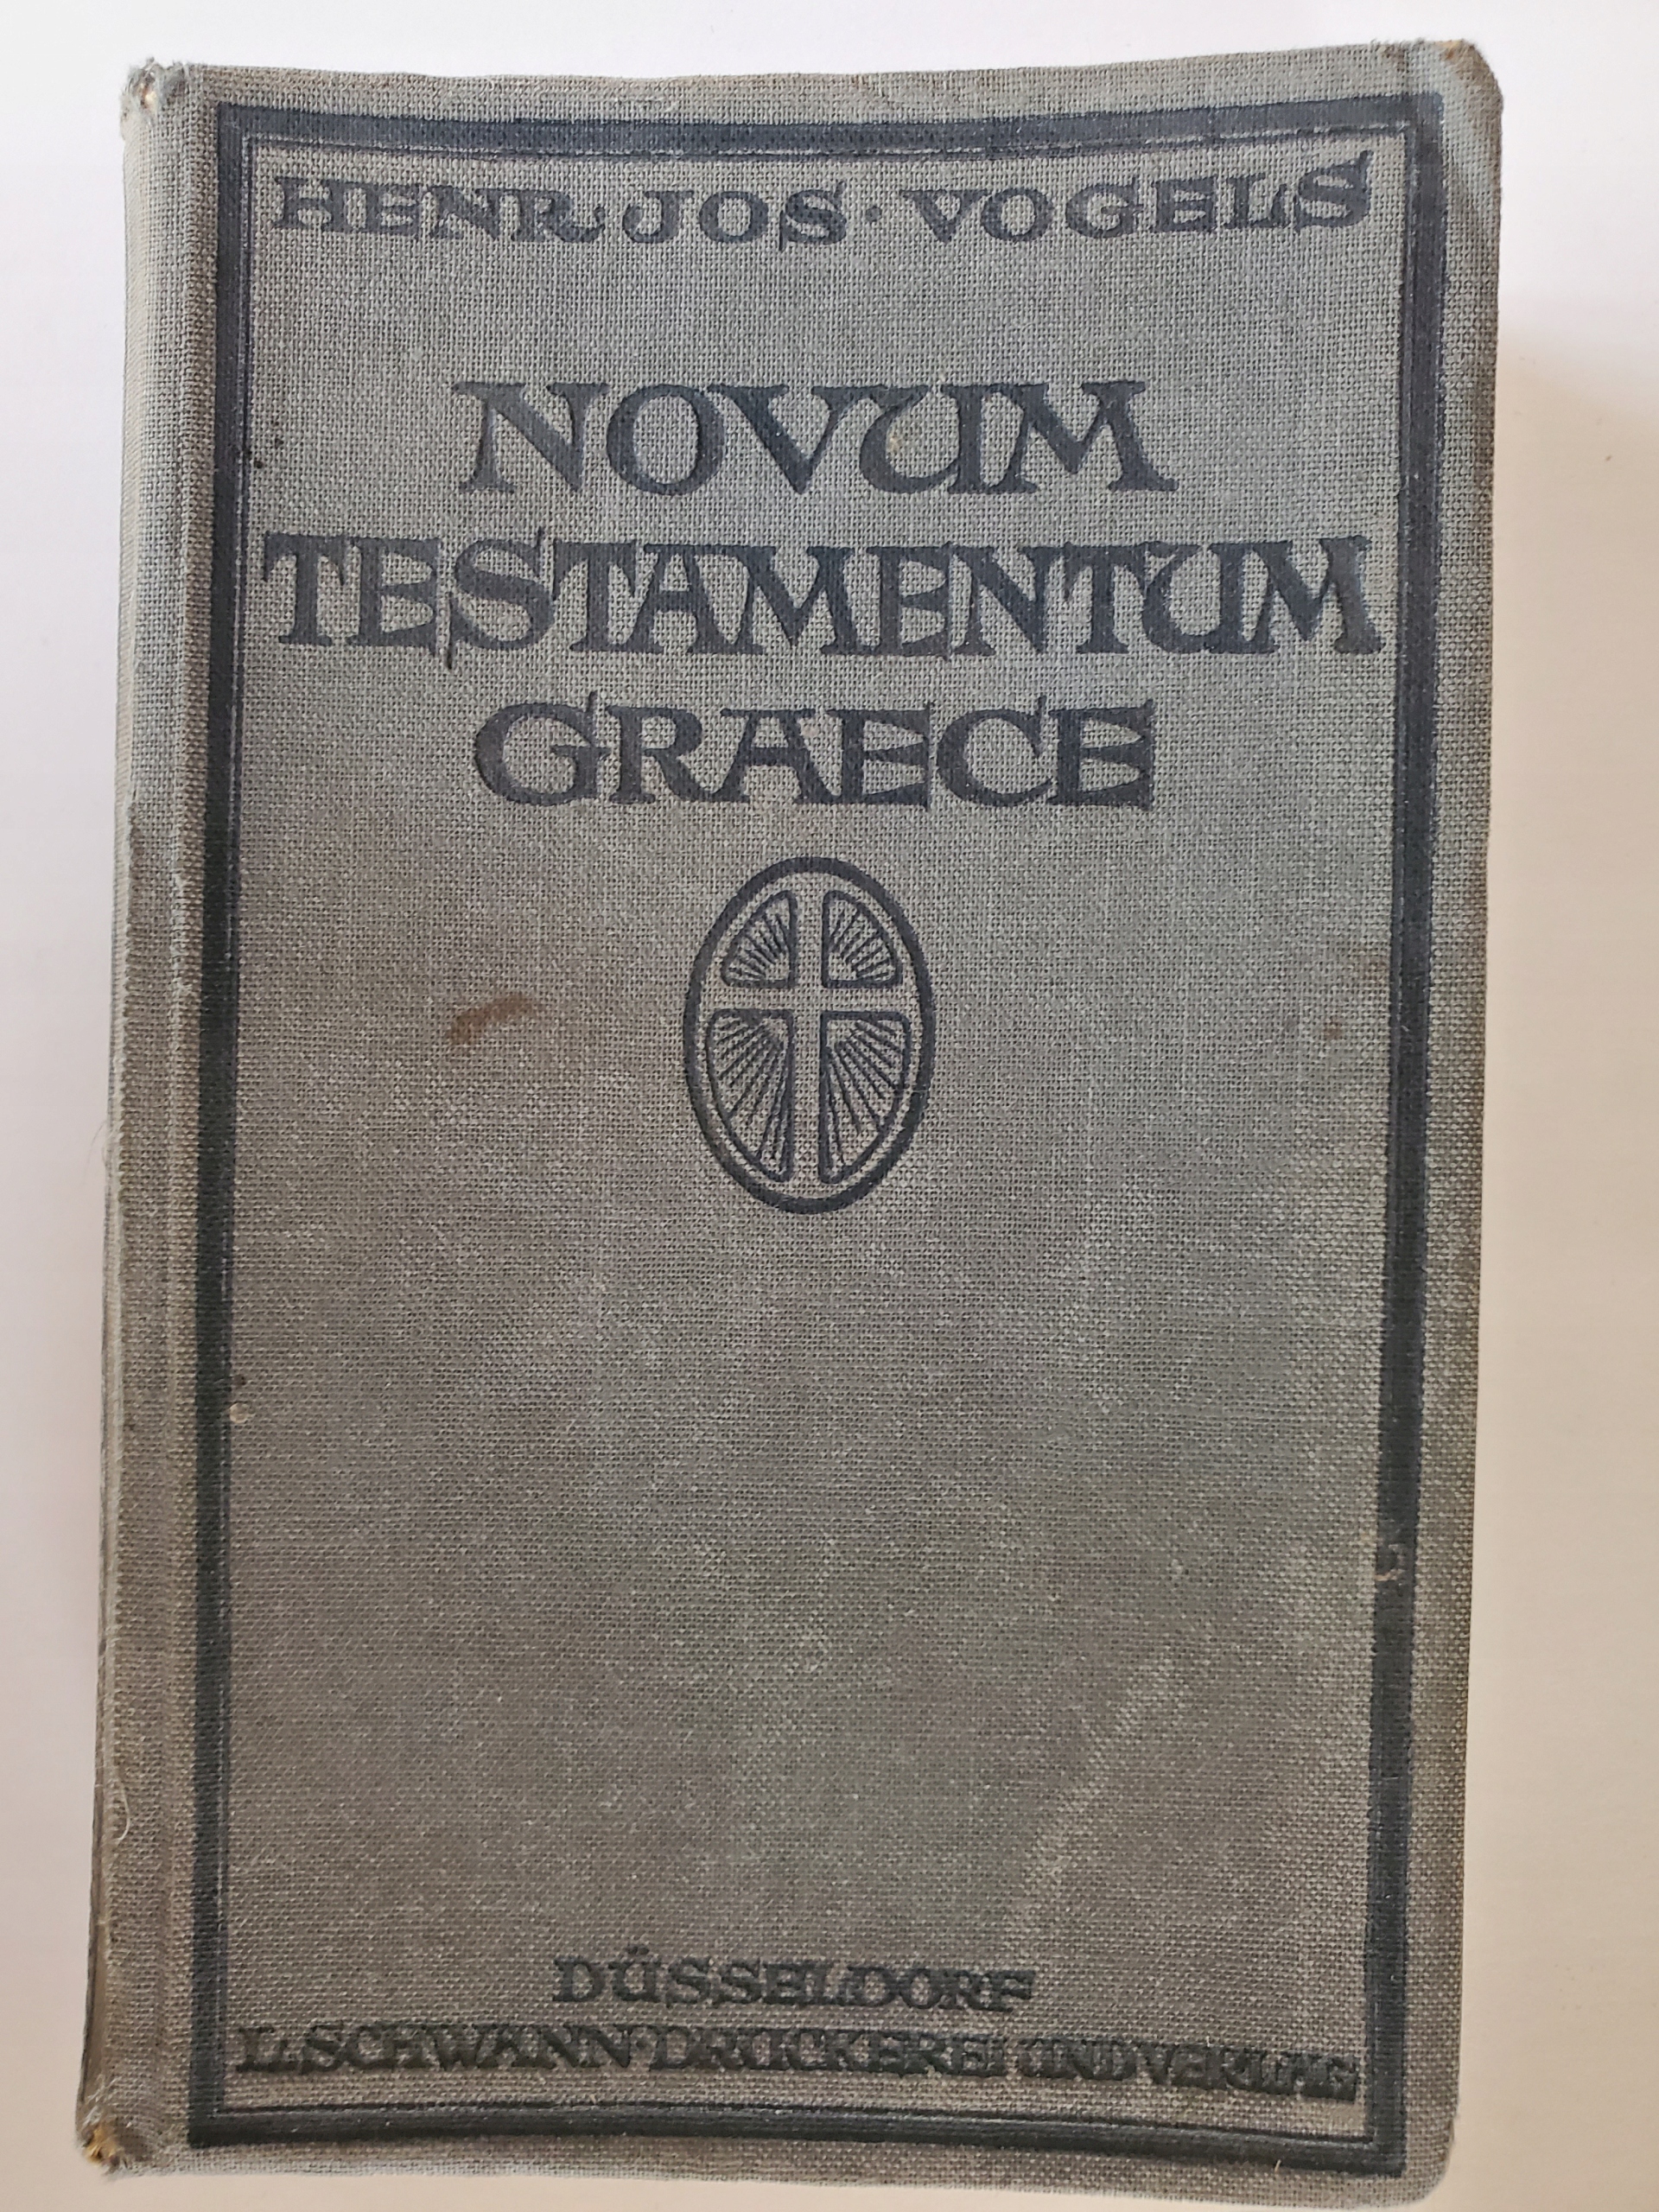 HENR· JOS · VOGELS
NOVUM
TESTAMENTUM
GRAECE
DÜSSELDORF
L. SCHWANN·DRUCKEREI UND VERLAG